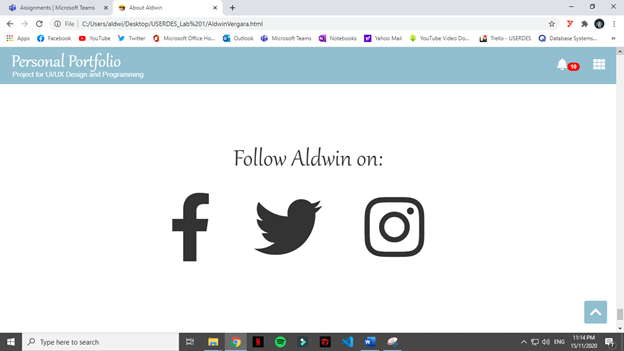 Assignments | Microsoft Teams
About Aldwin
File
C:/Users/aldwi/Desktop/USERDES_Lab%201/AldwinVergara.html
Apps
Facebook
YouTube
Twitter
Microsoft Office Ho...
Outlook
Microsoft Teams
Notebooks
Yahoo Mail
YouTube Video Do...
Trello - USERDES
Database Systems...
Personal Portfolio
Project for UI/UX Design and Programming
10
Follow Aldwin on:
Type here to search
ENG
11:14 PM
15/11/2020